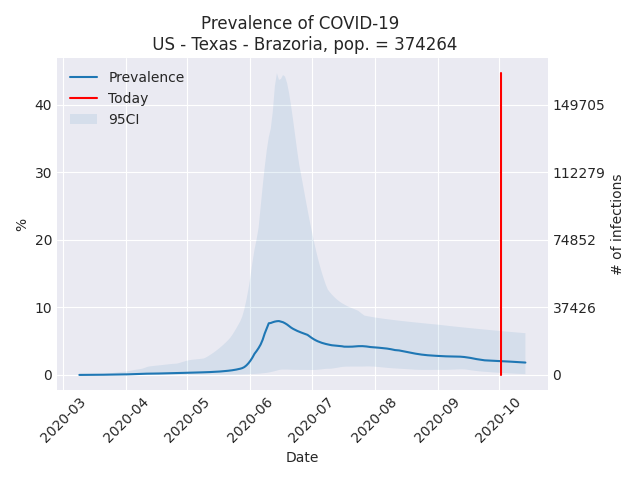 Prevalence of COVID-19
US - Texas - Brazoria, pop. = 374264
Prevalence
Today
95CI
40
30
20
10
0
%
149705
112279
74852
37426
0
# of infections
2020-03
2020-04
2020-05
2020-06
2020-07
2020-08
2020-09
2020-10
Date